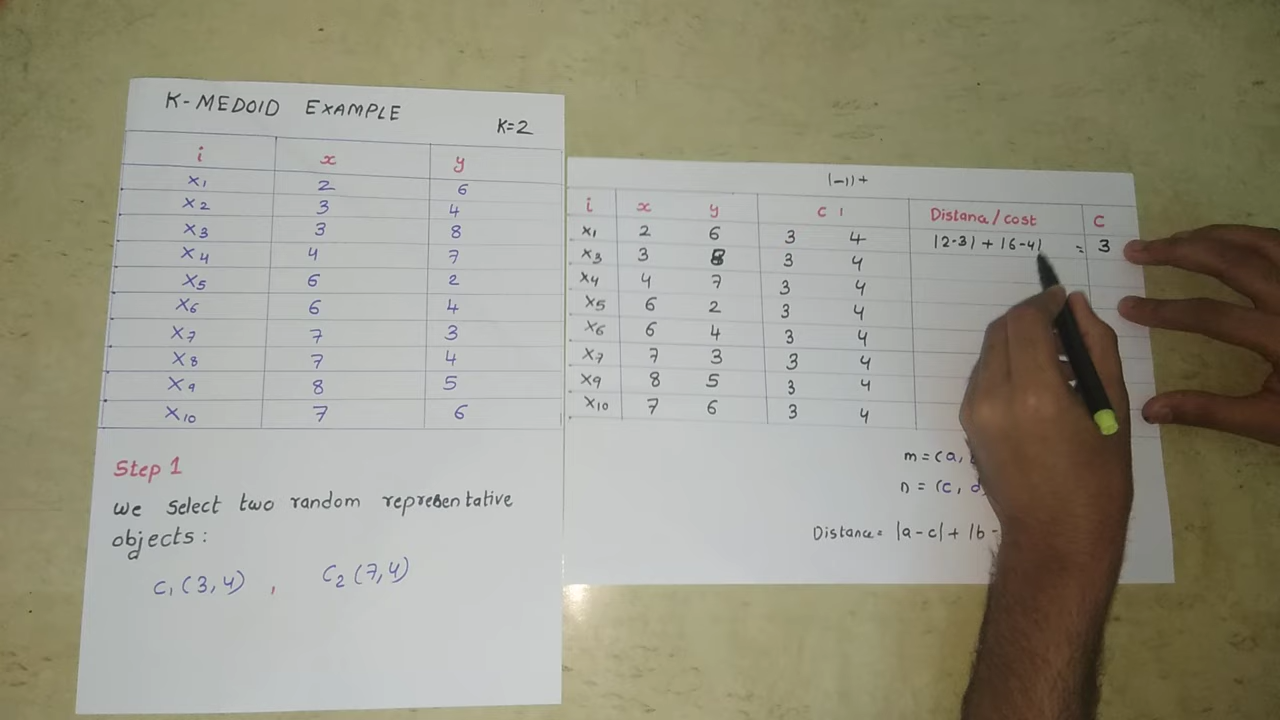 K-MEDOID EXAMPLE
K=2
i x y
x1 2 6
x2 3 4
x3 3 8
x4 4 7
x5 6 2
x6 6 4
x7 7 3
x8 7 4
x9 8 5
x10 7 6
Step 1
we select two random representative
objects :
C1 (3,4) , C2 (7,4)
|-1|+
i x y C 1 Distana/cost C
x1 2 6 3 4 |2-3| + |6-4| = 3
x3 3 8 3 4
x4 4 7 3 4
x5 6 2 3 4
x6 6 4 3 4
x7 7 3 3 4
x9 8 5 3 4
x10 7 6 3 4
m = (a,
n = (c, d
Distance = |a-c| + |b-